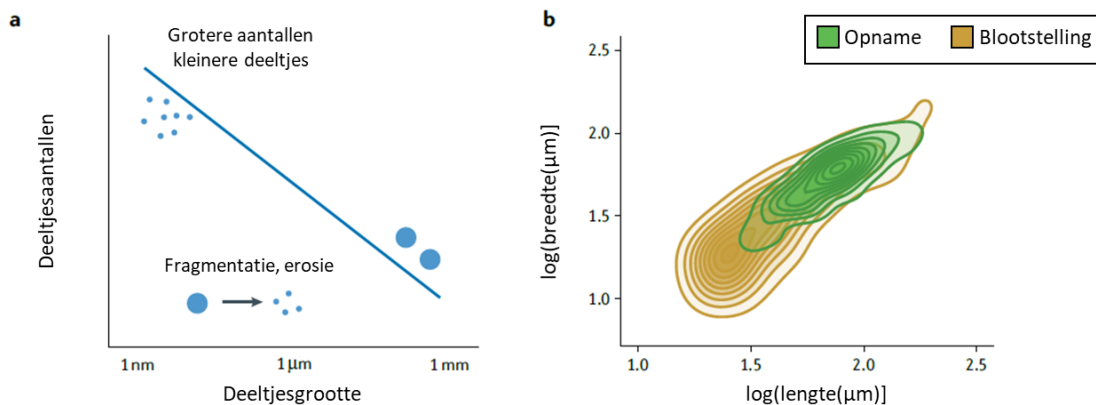 a
Grotere aantallen
kleinere deeltjes
Deeltjesaantallen
Fragmentatie, erosie
1 nm
1 μm
1 mm
Deeltjesgrootte
b
Opname
Blootstelling
log(breedte(μm)]
2.5
2.0
1.5
1.0
1.0
1.5
2.0
2.5
log[lengte(μm)]